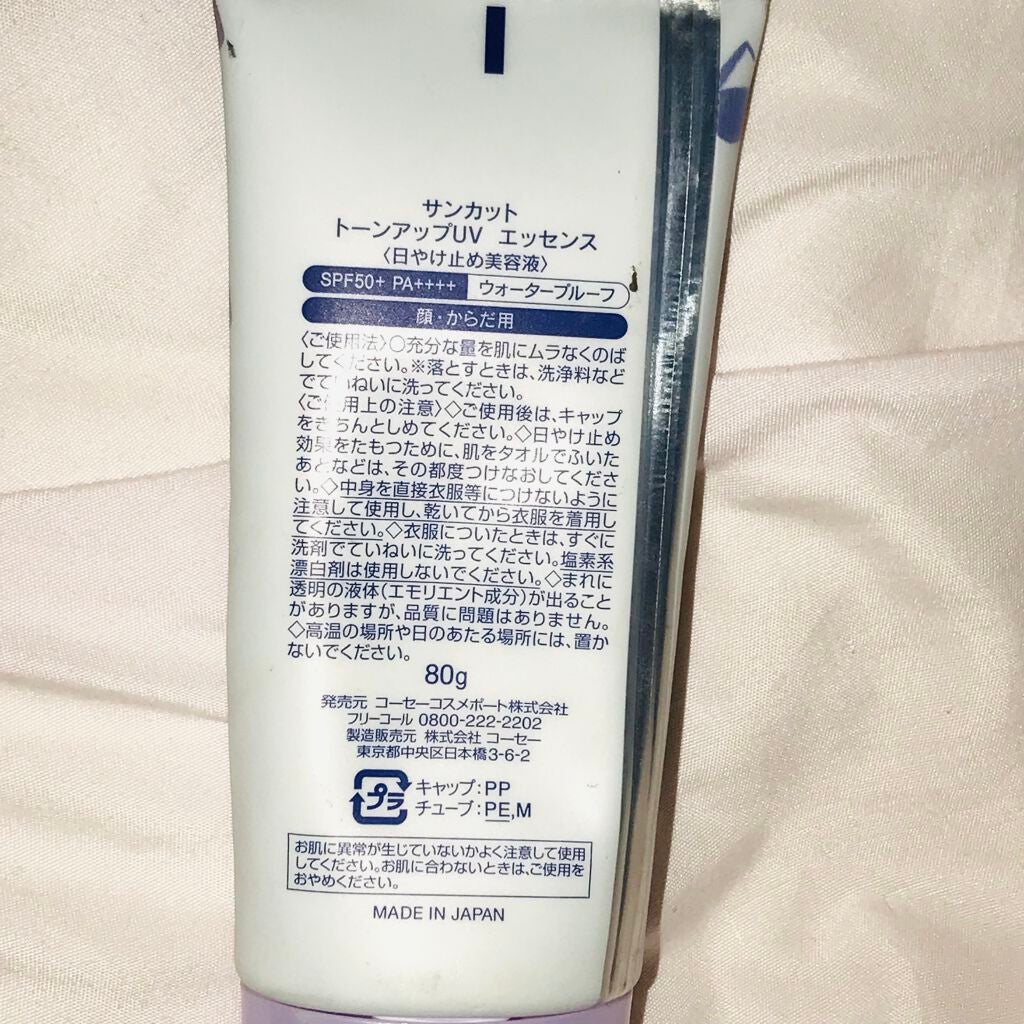 サンカット
トーンアップUV エッセンス
〈日やけ止め美容液〉
SPF50+ PA++++ ウォータープルーフ
顔・からだ用
〈ご使用法〉○充分な量を肌にムラなくのば
してください。※落とすときは、洗浄料など
でていねいに洗ってください。
〈ご使用上の注意〉◇ご使用後は、キャップ
をきちんとしめてください。◇日やけ止め
効果をたもつために、肌をタオルでふいた
あとなどは、その都度つけなおしてくださ
い。◇中身を直接衣服等につけないように
注意して使用し、乾いてから衣服を着用し
てください。◇衣服についたときは、すぐに
洗剤でていねいに洗ってください。塩素系
漂白剤は使用しないでください。◇まれに
透明の液体(エモリエント成分)が出ること
がありますが、品質に問題はありません。
◇高温の場所や日のあたる場所には、置か
ないでください。
80g
発売元 コーセーコスメポート株式会社
フリーコール 0800-222-2202
製造販売元 株式会社 コーセー
東京都中央区日本橋3-6-2
プラ キャップ:PP
チューブ:PE,M
お肌に異常が生じていないかよく注意して使用
してください。お肌に合わないときは、ご使用を
おやめください。
MADE IN JAPAN